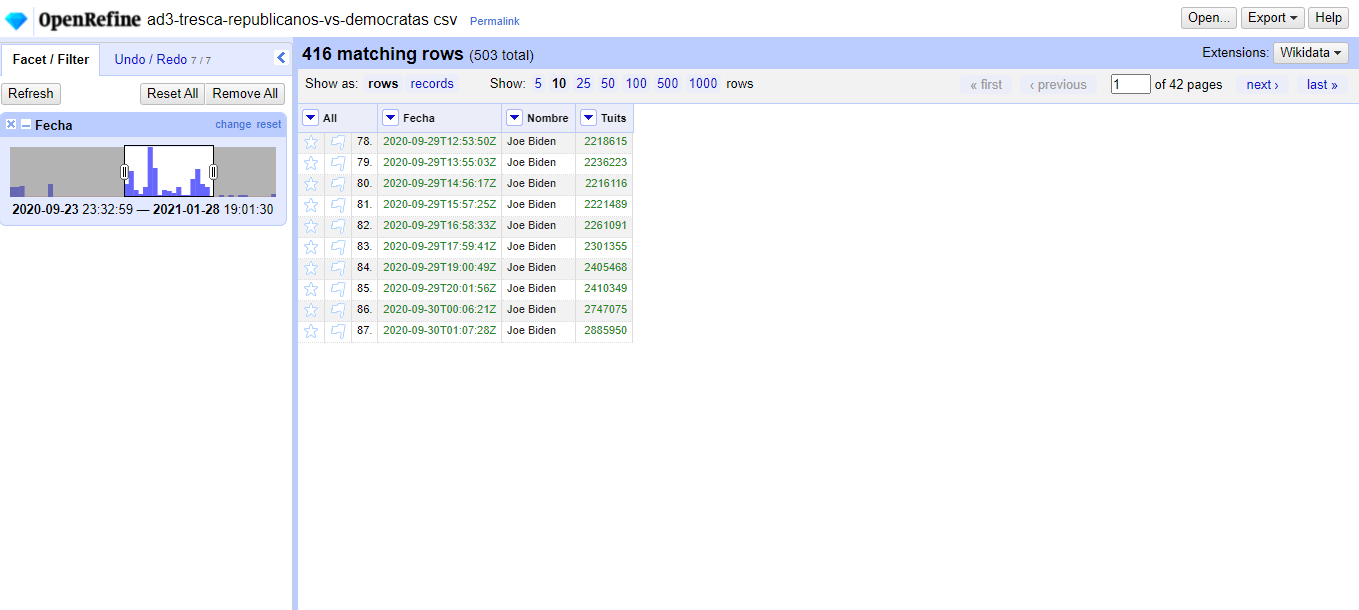 OpenRefine ad3-tresca-republicanos-vs-democratas csv Permalink Open... Export Help
Facet / Filter Undo / Redo 7 / 7
Refresh Reset All Remove All
Fecha change reset
2020-09-23 23:32:59 — 2021-01-28 19:01:30
416 matching rows (503 total) Extensions: Wikidata
Show as: rows records Show: 5 10 25 50 100 500 1000 rows « first ‹ previous 1 of 42 pages next › last »
All Fecha Nombre Tuits
78. 2020-09-29T12:53:50Z Joe Biden 2218615
79. 2020-09-29T13:55:03Z Joe Biden 2236223
80. 2020-09-29T14:56:17Z Joe Biden 2216116
81. 2020-09-29T15:57:25Z Joe Biden 2221489
82. 2020-09-29T16:58:33Z Joe Biden 2261091
83. 2020-09-29T17:59:41Z Joe Biden 2301355
84. 2020-09-29T19:00:49Z Joe Biden 2405468
85. 2020-09-29T20:01:56Z Joe Biden 2410349
86. 2020-09-30T00:06:21Z Joe Biden 2747075
87. 2020-09-30T01:07:28Z Joe Biden 2885950